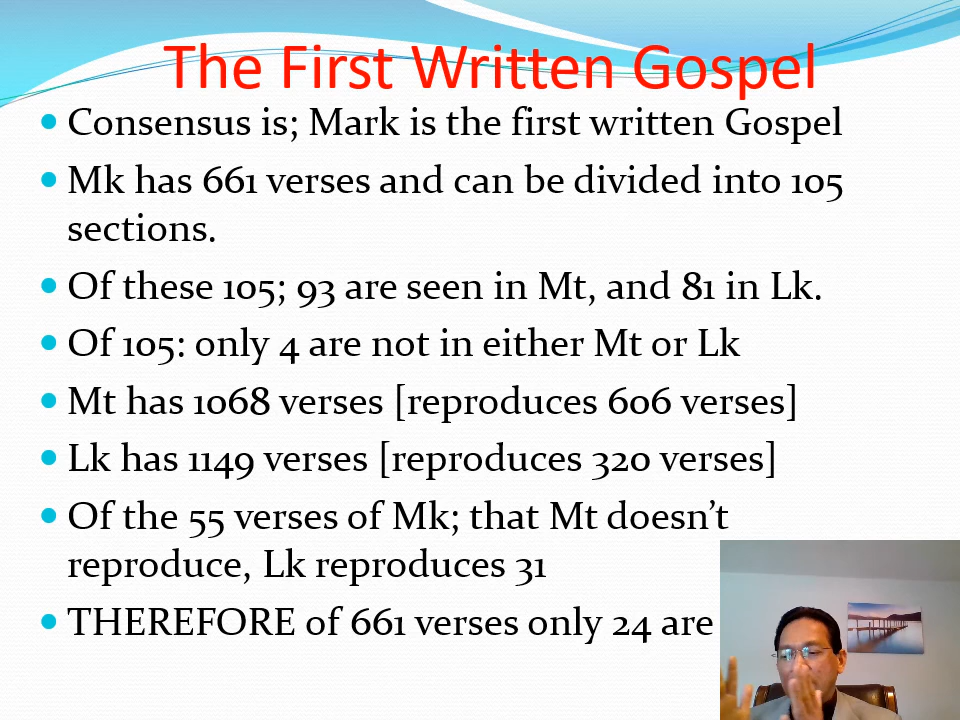 The First Written Gospel
Consensus is; Mark is the first written Gospel
Mk has 661 verses and can be divided into 105
sections.
Of these 105; 93 are seen in Mt, and 81 in Lk.
Of 105: only 4 are not in either Mt or Lk
Mt has 1068 verses [reproduces 606 verses]
Lk has 1149 verses [reproduces 320 verses]
Of the 55 verses of Mk; that Mt doesn’t
reproduce, Lk reproduces 31
THEREFORE of 661 verses only 24 are